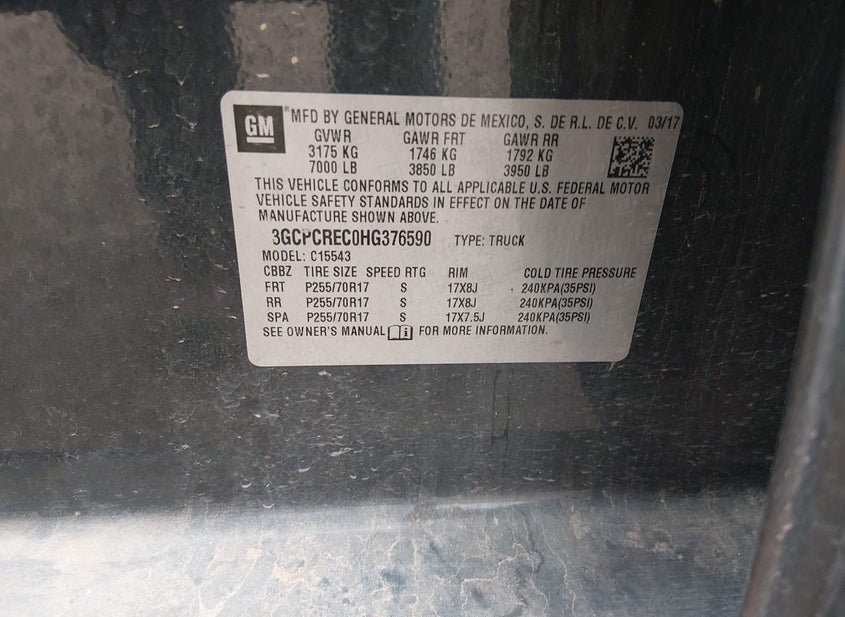 GM ®MFD BY GENERAL MOTORS DE MEXICO, S. DE R.L. DE C.V. 03/17
GVWR GAWR FRT GAWR RR
3175 KG 1746 KG 1792 KG
7000 LB 3850 LB 3950 LB
THIS VEHICLE CONFORMS TO ALL APPLICABLE U.S. FEDERAL MOTOR
VEHICLE SAFETY STANDARDS IN EFFECT ON THE DATE OF
MANUFACTURE SHOWN ABOVE.
3GCPCREC0HG376590 TYPE: TRUCK
MODEL: C15543
CBBZ TIRE SIZE SPEED RTG RIM COLD TIRE PRESSURE
FRT P255/70R17 S 17X8J 240KPA(35PSI)
RR P255/70R17 S 17X8J 240KPA(35PSI)
SPA P255/70R17 S 17X7.5J 240KPA(35PSI)
SEE OWNER'S MANUAL FOR MORE INFORMATION.